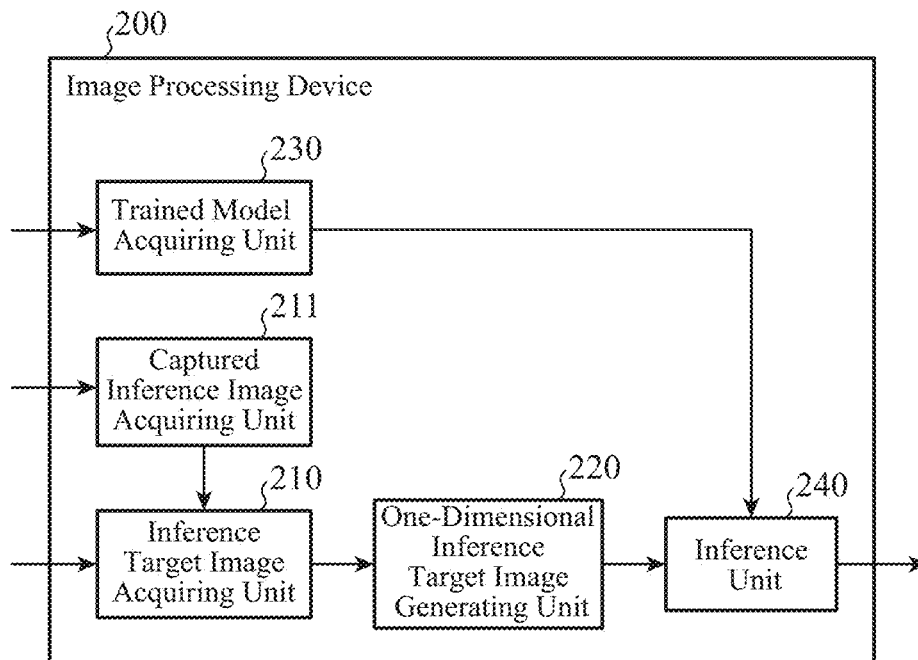 200
Image Processing Device
230
Trained Model
Acquiring Unit
211
Captured
Inference Image
Acquiring Unit
210
Inference
Target Image
Acquiring Unit
220
One-Dimensional
Inference
Target Image
Generating Unit
240
Inference
Unit